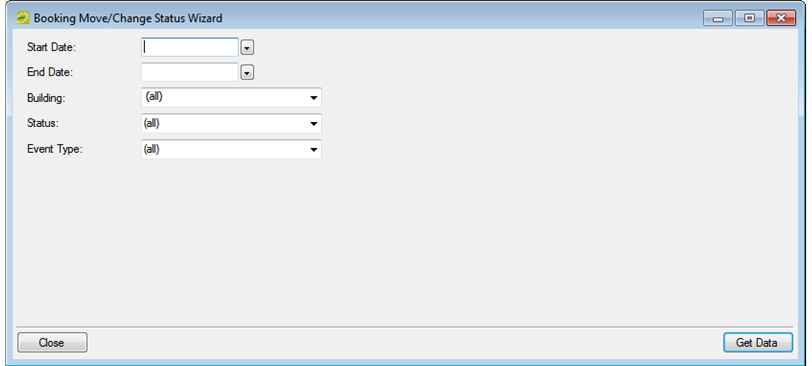 Booking Move/Change Status Wizard
Start Date:
End Date:
Building: (all)
Status: (all)
Event Type: (all)
Close Get Data